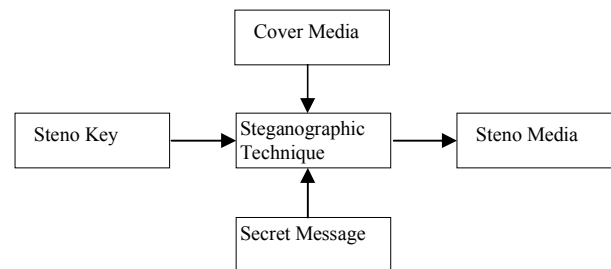 Cover Media
Steno Key
Steganographic
Technique
Steno Media
Secret Message